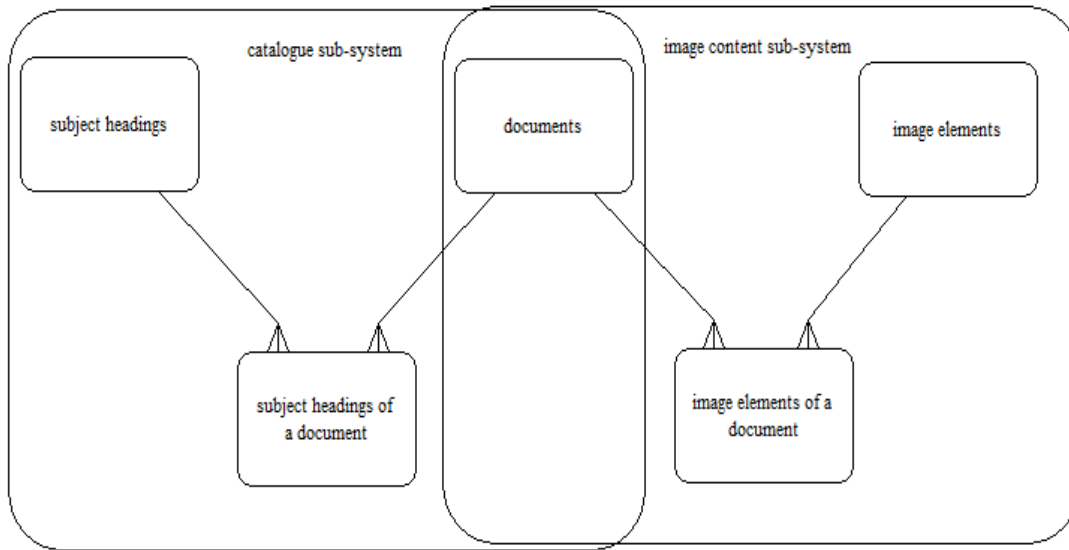 catalogue sub-system
image content sub-system
subject headings
documents
image elements
subject headings of
a document
image elements of a
document